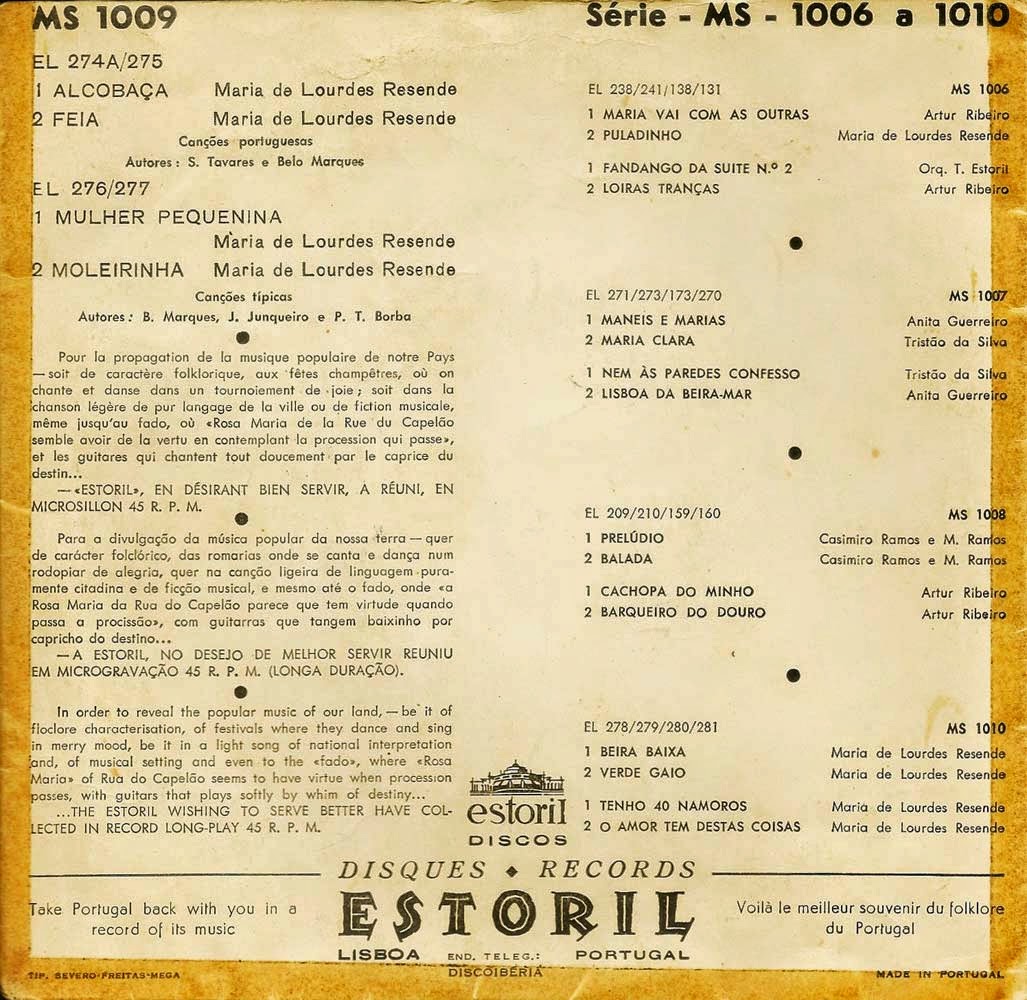 MS 1009
EL 274A/275
1 ALCOBAÇA Maria de Lourdes Resende
2 FEIA Maria de Lourdes Resende
Canções portuguesas
Autores: S. Tavares e Belo Marques
EL 276/277
1 MULHER PEQUENINA
Maria de Lourdes Resende
2 MOLEIRINHA Maria de Lourdes Resende
Canções típicas
Autores: B. Marques, J. Junqueiro e P. T. Borba
Pour la propagation de la musique populaire de notre Pays
—soit de caractère folklorique, aux fêtes champêtres, où on
chante et danse dans un tournoiement de joie; soit dans la
chanson légère de pur langage de la ville ou de fiction musicale,
même jusqu'au fado, où «Rosa Maria de la Rue du Capelão
semble avoir de la vertu en contemplant la procession qui passe»,
et les guitares qui chantent tout doucement par le caprice du
destin...
—«ESTORIL», EN DÉSIRANT BIEN SERVIR, A RÉUNI, EN
MICROSILLON 45 R. P. M.
Para a divulgação da música popular da nossa terra — quer
de carácter folclórico, das romarias onde se canta e dança num
rodopiar de alegria, quer na canção ligeira de linguagem pura-
mente citadina e de ficção musical, e mesmo até o fado, onde «a
Rosa Maria da Rua do Capelão parece que tem virtude quando
passa a procissão», com guitarras que tangem baixinho por
capricho do destino...
—A ESTORIL, NO DESEJO DE MELHOR SERVIR REUNIU
EM MICROGRAVAÇÃO 45 R. P. M. (LONGA DURAÇÃO).
In order to reveal the popular music of our land, — be it of
floclore characterisation, of festivals where they dance and sing
in merry mood, be it in a light song of national interpretation
and, of musical setting and even to the «fado», where «Rosa
Maria» of Rua do Capelão seems to have virtue when procession
passes, with guitars that plays softly by whim of destiny...
...THE ESTORIL WISHING TO SERVE BETTER HAVE COL-
LECTED IN RECORD LONG-PLAY 45 R. P. M.
Série - MS - 1006 a 1010
EL 238/241/138/131 MS 1006
1 MARIA VAI COM AS OUTRAS Artur Ribeiro
2 PULADINHO Maria de Lourdes Resende
1 FANDANGO DA SUITE N.º 2 Orq. T. Estoril
2 LOIRAS TRANÇAS Artur Ribeiro
EL 271/273/173/270 MS 1007
1 MANEIS E MARIAS Anita Guerreiro
2 MARIA CLARA Tristão da Silva
1 NEM ÀS PAREDES CONFESSO Tristão da Silva
2 LISBOA DA BEIRA-MAR Anita Guerreiro
EL 209/210/159/160 MS 1008
1 PRELÚDIO Casimiro Ramos e M. Ramos
2 BALADA Casimiro Ramos e M. Ramos
1 CACHOPA DO MINHO Artur Ribeiro
2 BARQUEIRO DO DOURO Artur Ribeiro
EL 278/279/280/281 MS 1010
1 BEIRA BAIXA Maria de Lourdes Resende
2 VERDE GAIO Maria de Lourdes Resende
1 TENHO 40 NAMOROS Maria de Lourdes Resende
2 O AMOR TEM DESTAS COISAS Maria de Lourdes Resende
estoril
DISCOS
DISQUES ♦ RECORDS
ESTORIL
LISBOA END. TELEG.: PORTUGAL
DISCOIBÉRIA
Take Portugal back with you in a
record of its music
Voilà le meilleur souvenir du folklore
du Portugal
TIP. SEVERO-FREITAS-MEGA
MADE IN PORTUGAL